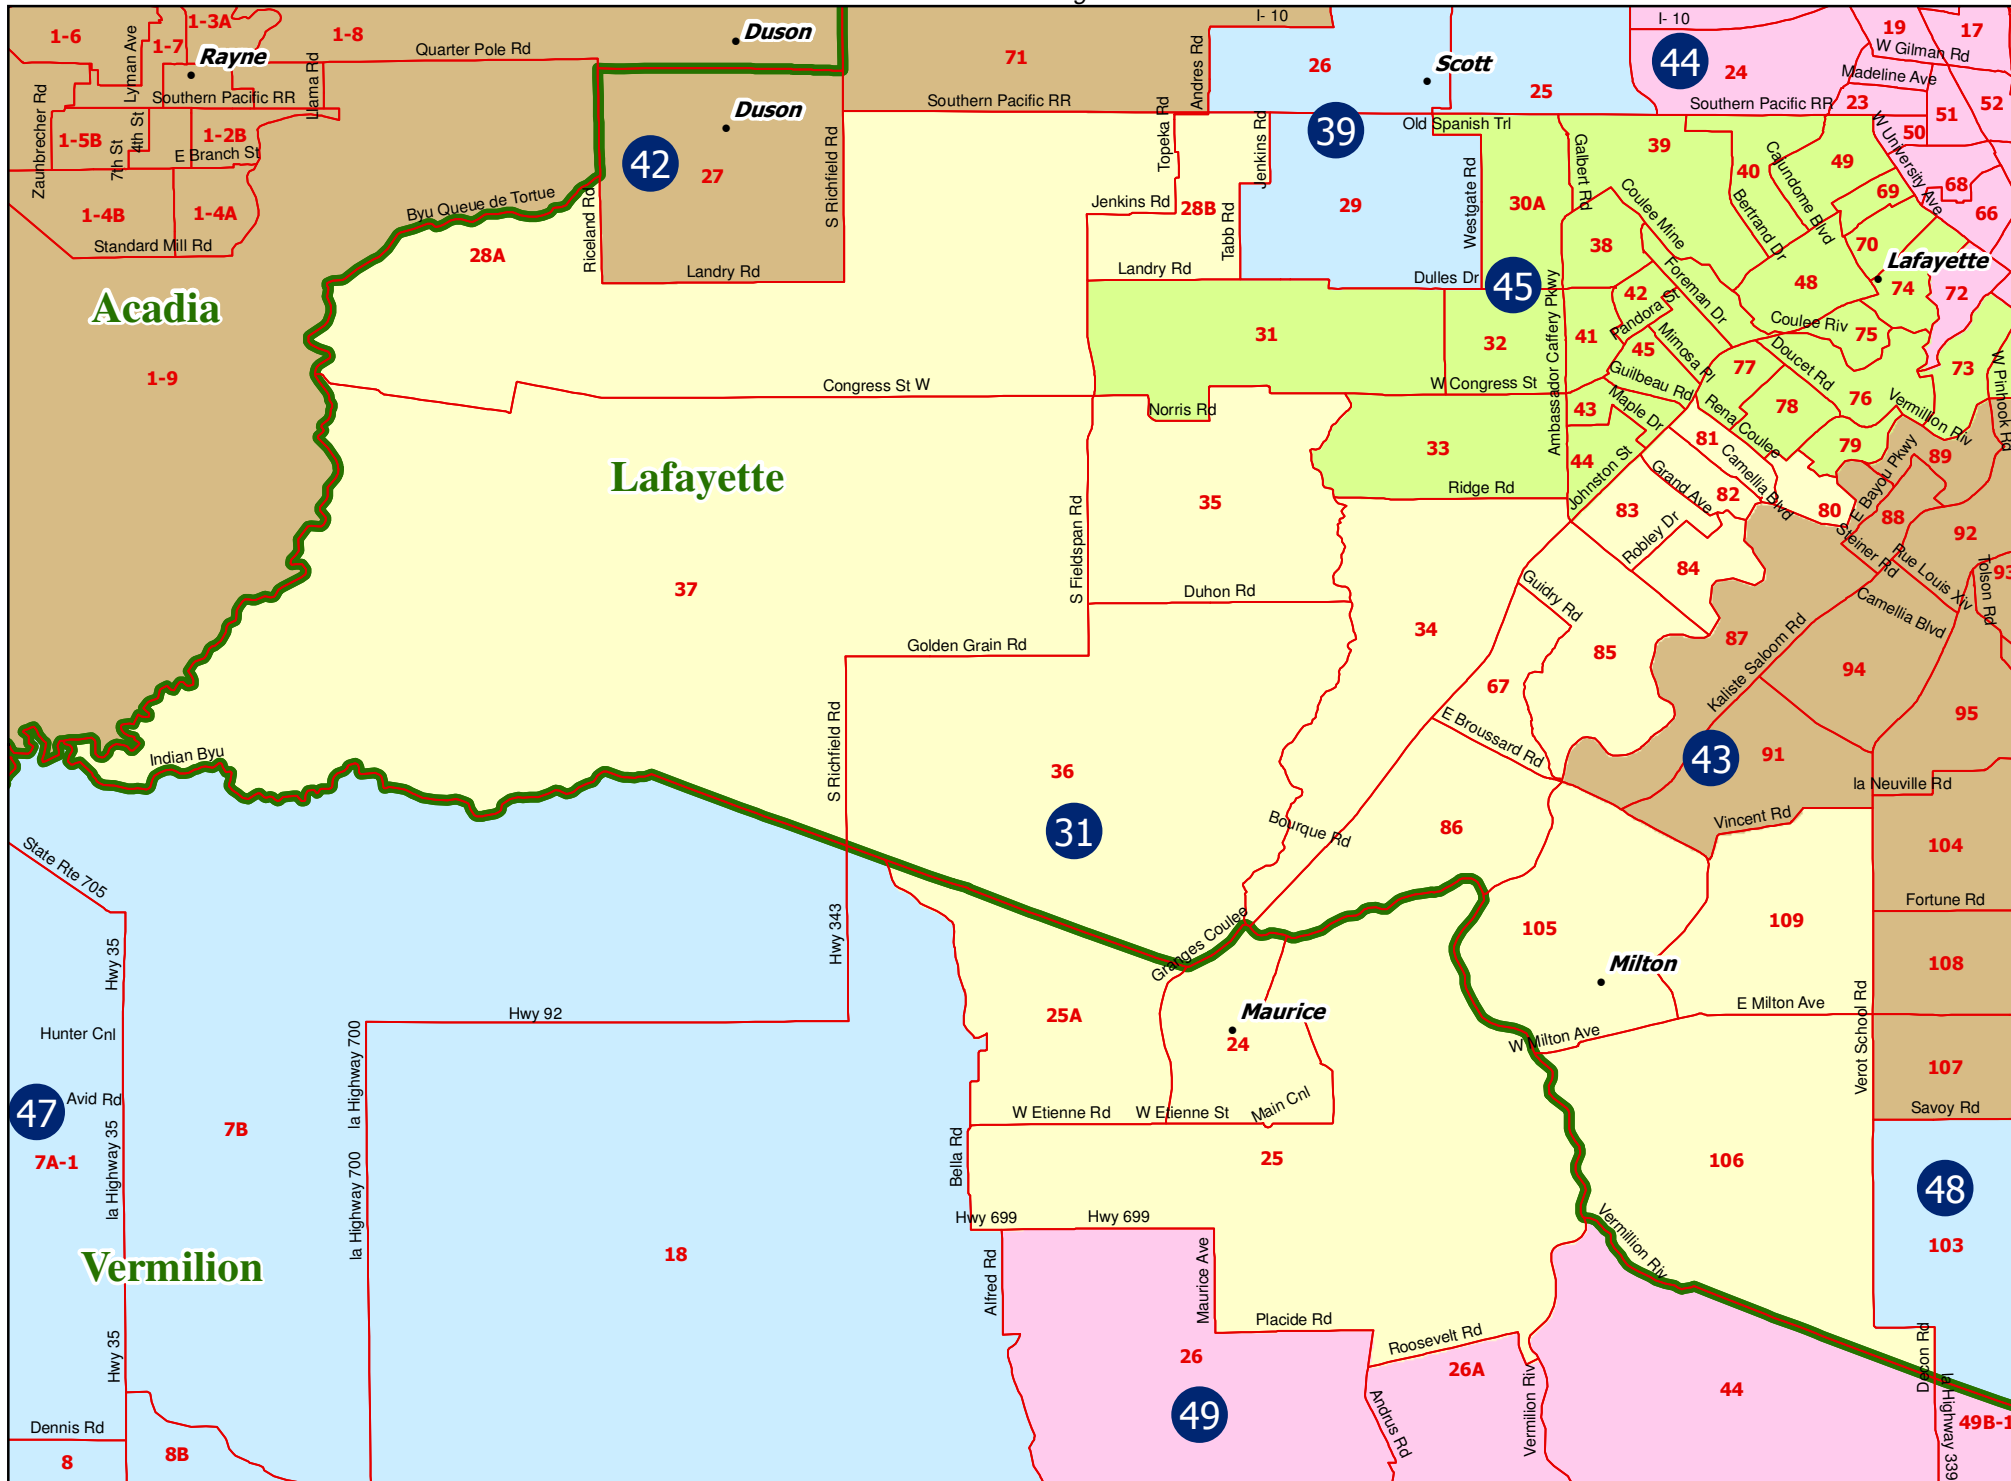 I- 10
I- 10
1-6
1-3A
1-7
1-8
Lyman Ave
Rayne
Quarter Pole Rd
Duson
71
Andres Rd
26
Scott
25
44
24
19
17
W Gilman Rd
Madeline Ave
Zaunbrecher Rd
Southern Pacific RR
Llama Rd
Southern Pacific RR
Topeka Rd
Jenkins Rd
39
Old Spanish Trl
Southern Pacific RR
23
51
52
50
1-5B
7th St
4th St
1-2B
E Branch St
42
Duson
27
S Richfield Rd
Westgate Rd
Galbert Rd
39
40
Calundome Blvd
49
69
W University Ave
68
66
1-4B
1-4A
Standard Mill Rd
Byu Queue de Tortue
28A
Riceland Rd
Landry Rd
Jenkins Rd
28B
Tabb Rd
29
30A
38
Coulee Mine
Bertrand Dr
70
Lafayette
Landry Rd
Dulles Dr
45
Ambassador Caffery Pkwy
42
Foreman Dr
48
74
72
Acadia
1-9
31
32
41
Pandora St
45
Mimosa Pl
Coulee Riv
75
73
W Pinhook Rd
Congress St W
W Congress St
Guilbeau Rd
77
Doucet Rd
76
Norris Rd
43
Maple Dr
Rena Coulee
78
Vermillion Riv
Lafayette
33
44
Johnston St
81
Camellia Blvd
79
89
E Bayou Pkwy
Ridge Rd
35
S Fieldspan Rd
Grand Ave
82
83
80
88
Steiner Rd
92
Robley Dr
84
Rue Louis Xiv
93
Tolson Rd
37
Duhon Rd
Guidry Rd
34
Camellia Blvd
Golden Grain Rd
85
87
Kaliste Saloom Rd
94
67
95
S Richfield Rd
E Broussard Rd
Indian Byu
36
43
91
la Neuville Rd
31
Bourque Rd
86
Vincent Rd
104
State Rte 705
Fortune Rd
Hwy 35
Hwy 343
Granges Coulee
105
109
Milton
108
Hwy 92
25A
Maurice
24
E Milton Ave
W Milton Ave
Verot School Rd
Hunter Cnl
47
Avid Rd
7A-1
la Highway 35
7B
la Highway 700
la Highway 700
W Etienne Rd
W Etienne St
Main Cnl
107
Savoy Rd
Bella Rd
25
106
48
Hwy 699
Hwy 699
Vermillion Riv
103
Vermilion
18
Alfred Rd
Maurice Ave
Placide Rd
Roosevelt Rd
Hwy 35
26
26A
44
Decon Rd
49
Andrus Rd
Vermilion Riv
la Highway 339
49B-1
Dennis Rd
8
8B